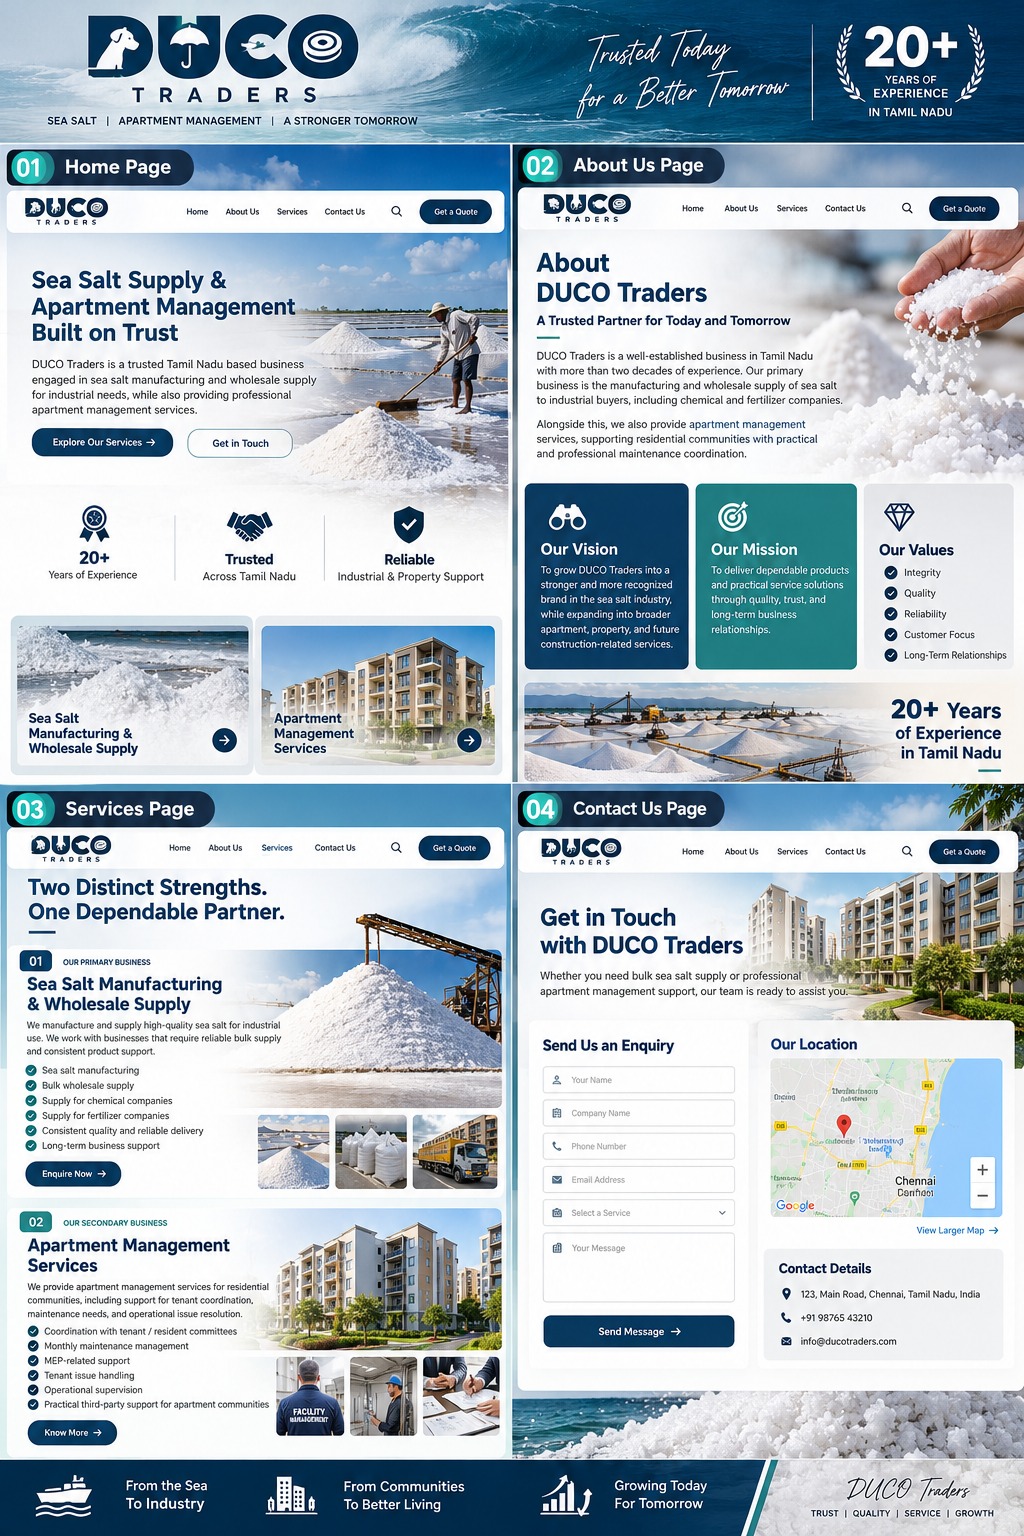 DUCO
TRADERS
SEA SALT | APARTMENT MANAGEMENT | A STRONGER TOMORROW
Trusted Today
for a Better Tomorrow
20+
YEARS OF
EXPERIENCE
IN TAMIL NADU
01 Home Page
DUCO
TRADERS
Home About Us Services Contact Us Get a Quote
Sea Salt Supply &
Apartment Management
Built on Trust
DUCO Traders is a trusted Tamil Nadu based business
engaged in sea salt manufacturing and wholesale supply
for industrial needs, while also providing professional
apartment management services.
Explore Our Services →
Get in Touch
20+
Years of Experience
Trusted
Across Tamil Nadu
Reliable
Industrial & Property Support
Sea Salt
Manufacturing &
Wholesale Supply
Apartment
Management
Services
02 About Us Page
DUCO
TRADERS
Home About Us Services Contact Us Get a Quote
About
DUCO Traders
A Trusted Partner for Today and Tomorrow
DUCO Traders is a well-established business in Tamil Nadu
with more than two decades of experience. Our primary
business is the manufacturing and wholesale supply of sea salt
to industrial buyers, including chemical and fertilizer companies.
Alongside this, we also provide apartment management
services, supporting residential communities with practical
and professional maintenance coordination.
Our Vision
To grow DUCO Traders into a
stronger and more recognized
brand in the sea salt industry,
while expanding into broader
apartment, property, and future
construction-related services.
Our Mission
To deliver dependable products
and practical service solutions
through quality, trust, and
long-term business
relationships.
Our Values
Integrity
Quality
Reliability
Customer Focus
Long-Term Relationships
20+ Years
of Experience
in Tamil Nadu
03 Services Page
DUCO
TRADERS
Home About Us Services Contact Us Get a Quote
Two Distinct Strengths.
One Dependable Partner.
01 OUR PRIMARY BUSINESS
Sea Salt Manufacturing
& Wholesale Supply
We manufacture and supply high-quality sea salt for industrial
use. We work with businesses that require reliable bulk supply
and consistent product support.
Sea salt manufacturing
Bulk wholesale supply
Supply for chemical companies
Supply for fertilizer companies
Consistent quality and reliable delivery
Long-term business support
Enquire Now →
02 OUR SECONDARY BUSINESS
Apartment Management
Services
We provide apartment management services for residential
communities, including support for tenant coordination,
maintenance needs, and operational issue resolution.
Coordination with tenant / resident committees
Monthly maintenance management
MEP-related support
Tenant issue handling
Operational supervision
Practical third-party support for apartment communities
FACULITY
Know More →
04 Contact Us Page
DUCO
TRADERS
Home About Us Services Contact Us Get a Quote
Get in Touch
with DUCO Traders
Whether you need bulk sea salt supply or professional
apartment management support, our team is ready to assist you.
Send Us an Enquiry
Your Name
Company Name
Phone Number
Email Address
Select a Service
Your Message
Send Message →
Our Location
Chennai
Google
+
−
View Larger Map →
Contact Details
123, Main Road, Chennai, Tamil Nadu, India
+91 98765 43210
info@ducotraders.com
From the Sea
To Industry
From Communities
To Better Living
Growing Today
For Tomorrow
DUCO Traders
TRUST | QUALITY | SERVICE | GROWTH